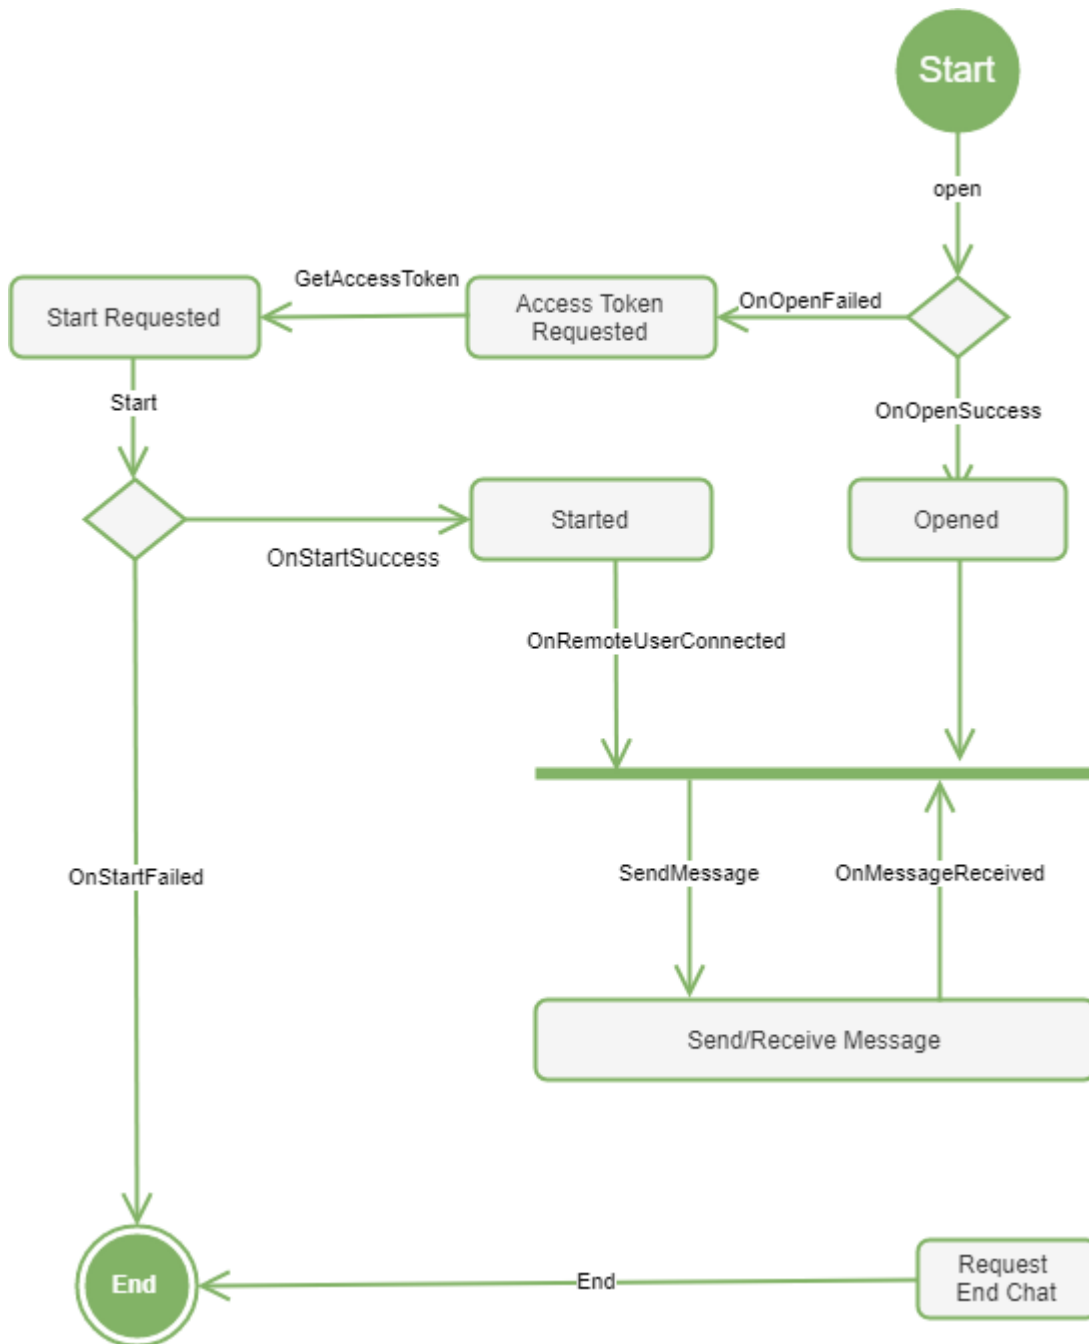 Start
open
GetAccessToken
OnOpenFailed
Start Requested
Access Token
Requested
Start
OnOpenSuccess
Started
Opened
OnStartSuccess
OnRemoteUserConnected
OnStartFailed
SendMessage
OnMessageReceived
Send/Receive Message
End
End
Request
End Chat